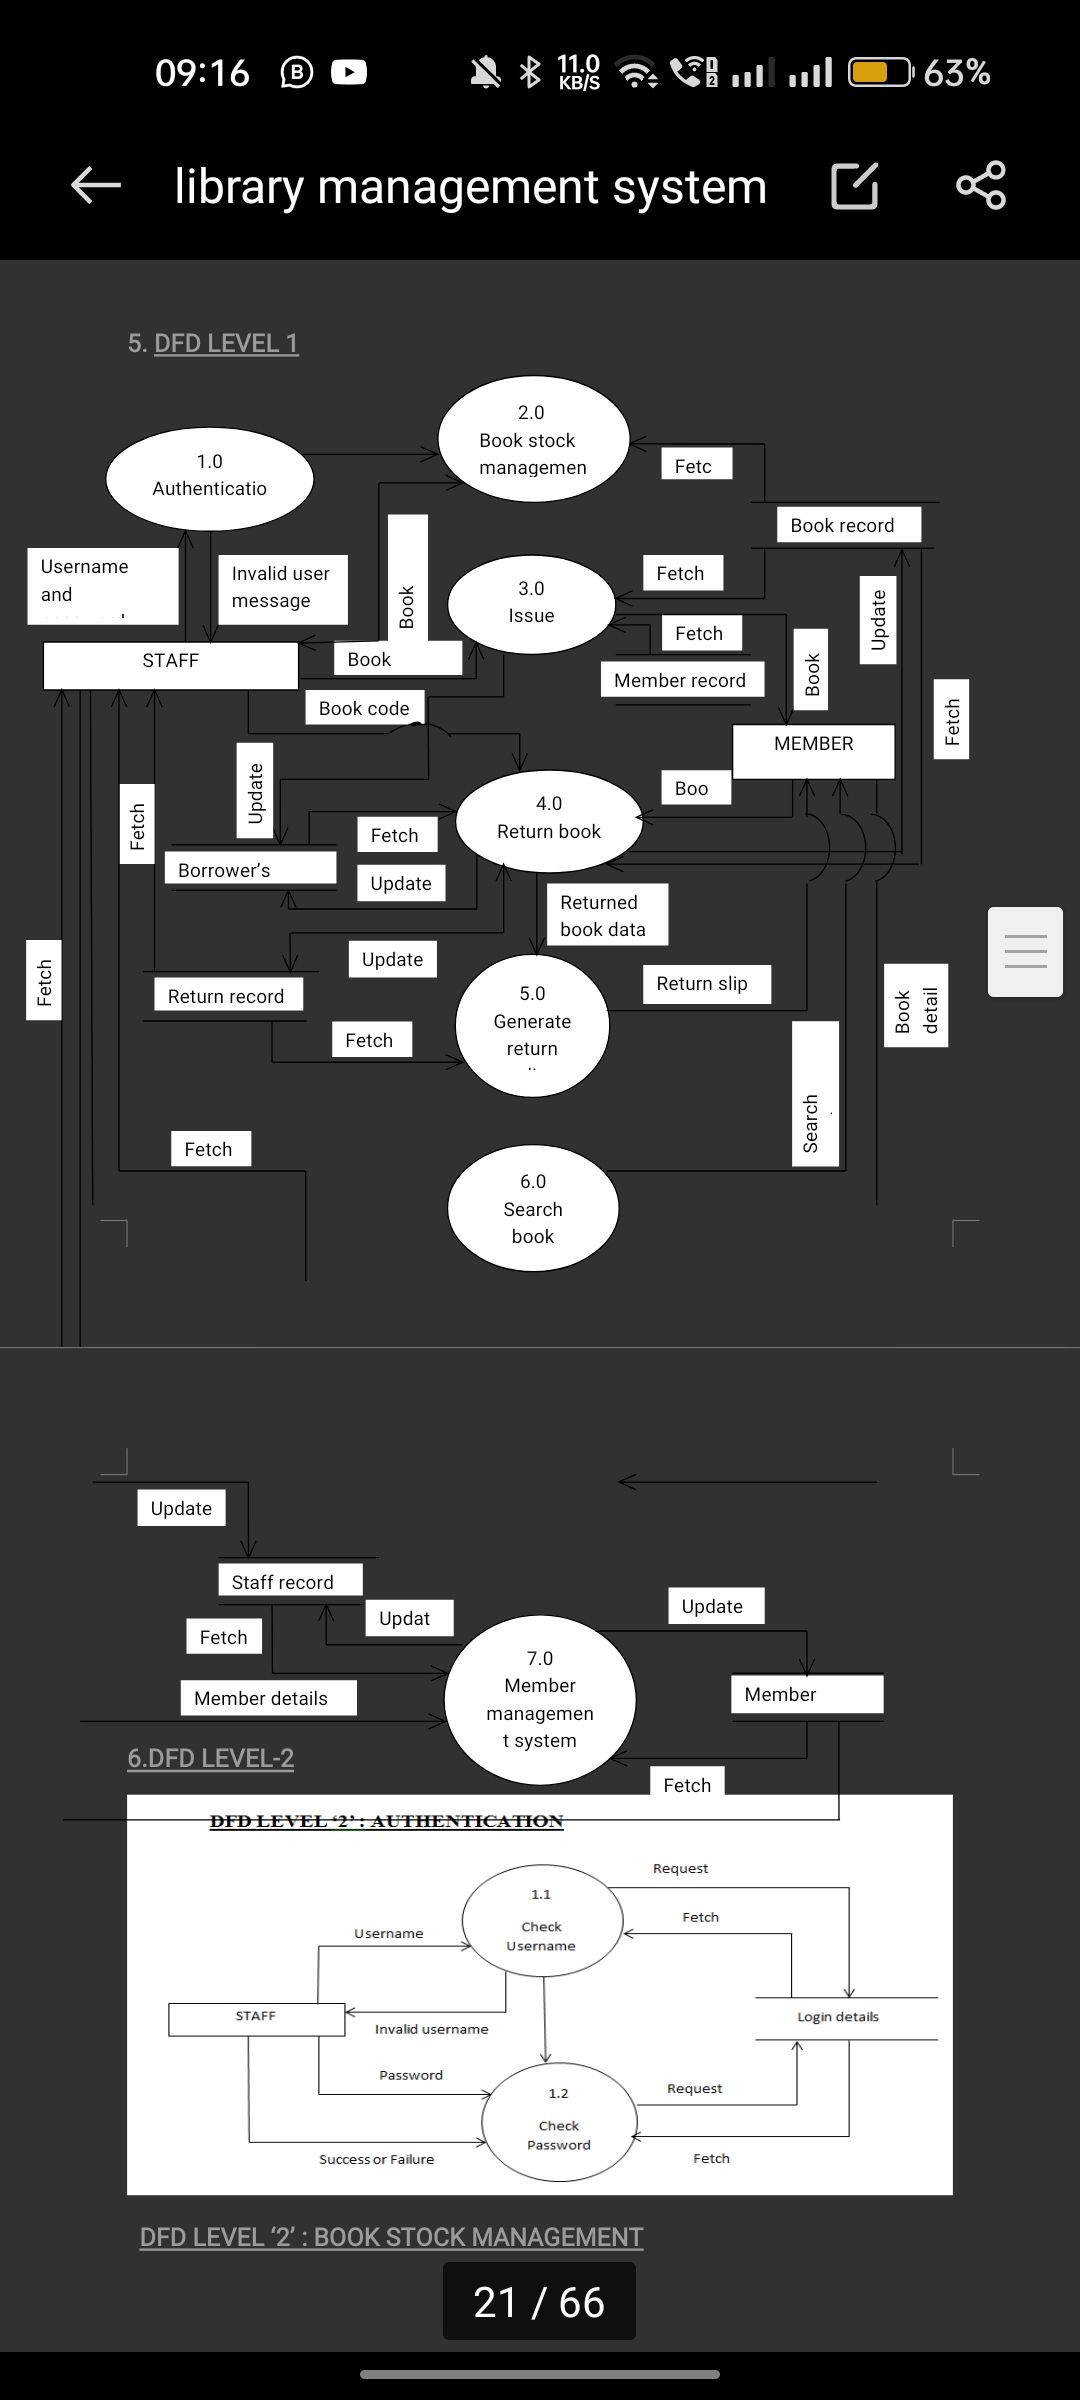 09:16
11.0
KB/S
63%
library management system
5. DFD LEVEL 1
2.0
Book stock
managemen
1.0
Authenticatio
Fetc
Book record
Username
and
Invalid user
message
Book
3.0
Issue
Fetch
Fetch
Update
STAFF
Book
Member record
Book
Book code
Fetch
MEMBER
Update
Boo
4.0
Return book
Fetch
Fetch
Borrower's
Update
Returned
book data
Update
Fetch
Return record
5.0
Generate
return
Return slip
Book
detail
Fetch
Search
Fetch
6.0
Search
book
Update
Staff record
Updat
Update
Fetch
7.0
Member
managemen
t system
Member
Member details
6.DFD LEVEL-2
Fetch
DFD LEVEL ‘2’ : AUTHENTICATION
Request
1.1
Check
Username
Fetch
Username
STAFF
Login details
Invalid username
Password
1.2
Check
Password
Request
Success or Failure
Fetch
DFD LEVEL ‘2’ : BOOK STOCK MANAGEMENT
21 / 66